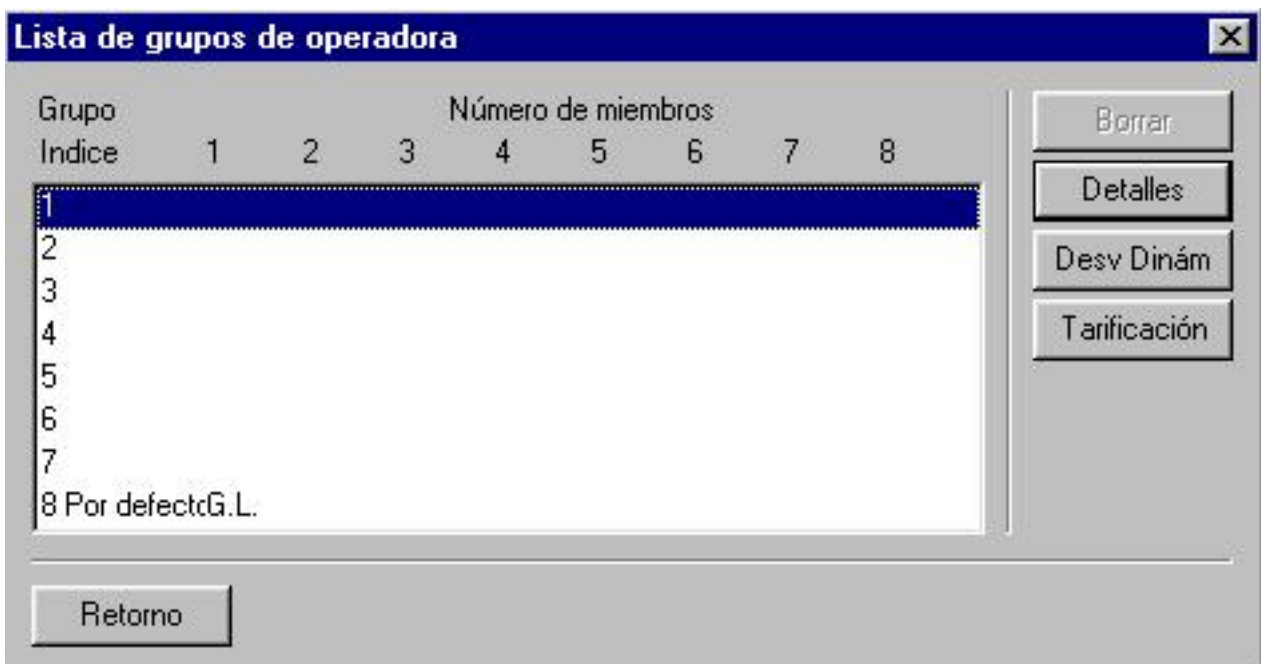 Lista de grupos de operadora
Grupo Número de miembros
Indice 1 2 3 4 5 6 7 8
1
2
3
4
5
6
7
8 Por defectoG.L.
Borrar
Detalles
Desv Dinám
Tarificación
Retorno